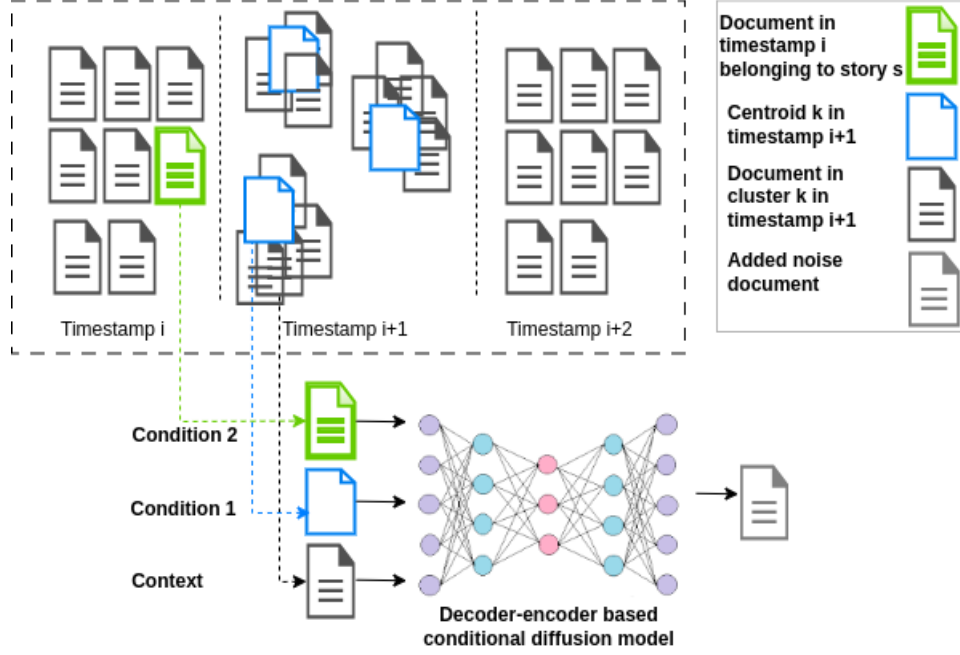 Document in
timestamp i
belonging to story s
Centroid k in
timestamp i+1
Document in
cluster k in
timestamp i+1
Added noise
document
Timestamp i
Timestamp i+1
Timestamp i+2
Condition 2
Condition 1
Context
Decoder-encoder based
conditional diffusion model